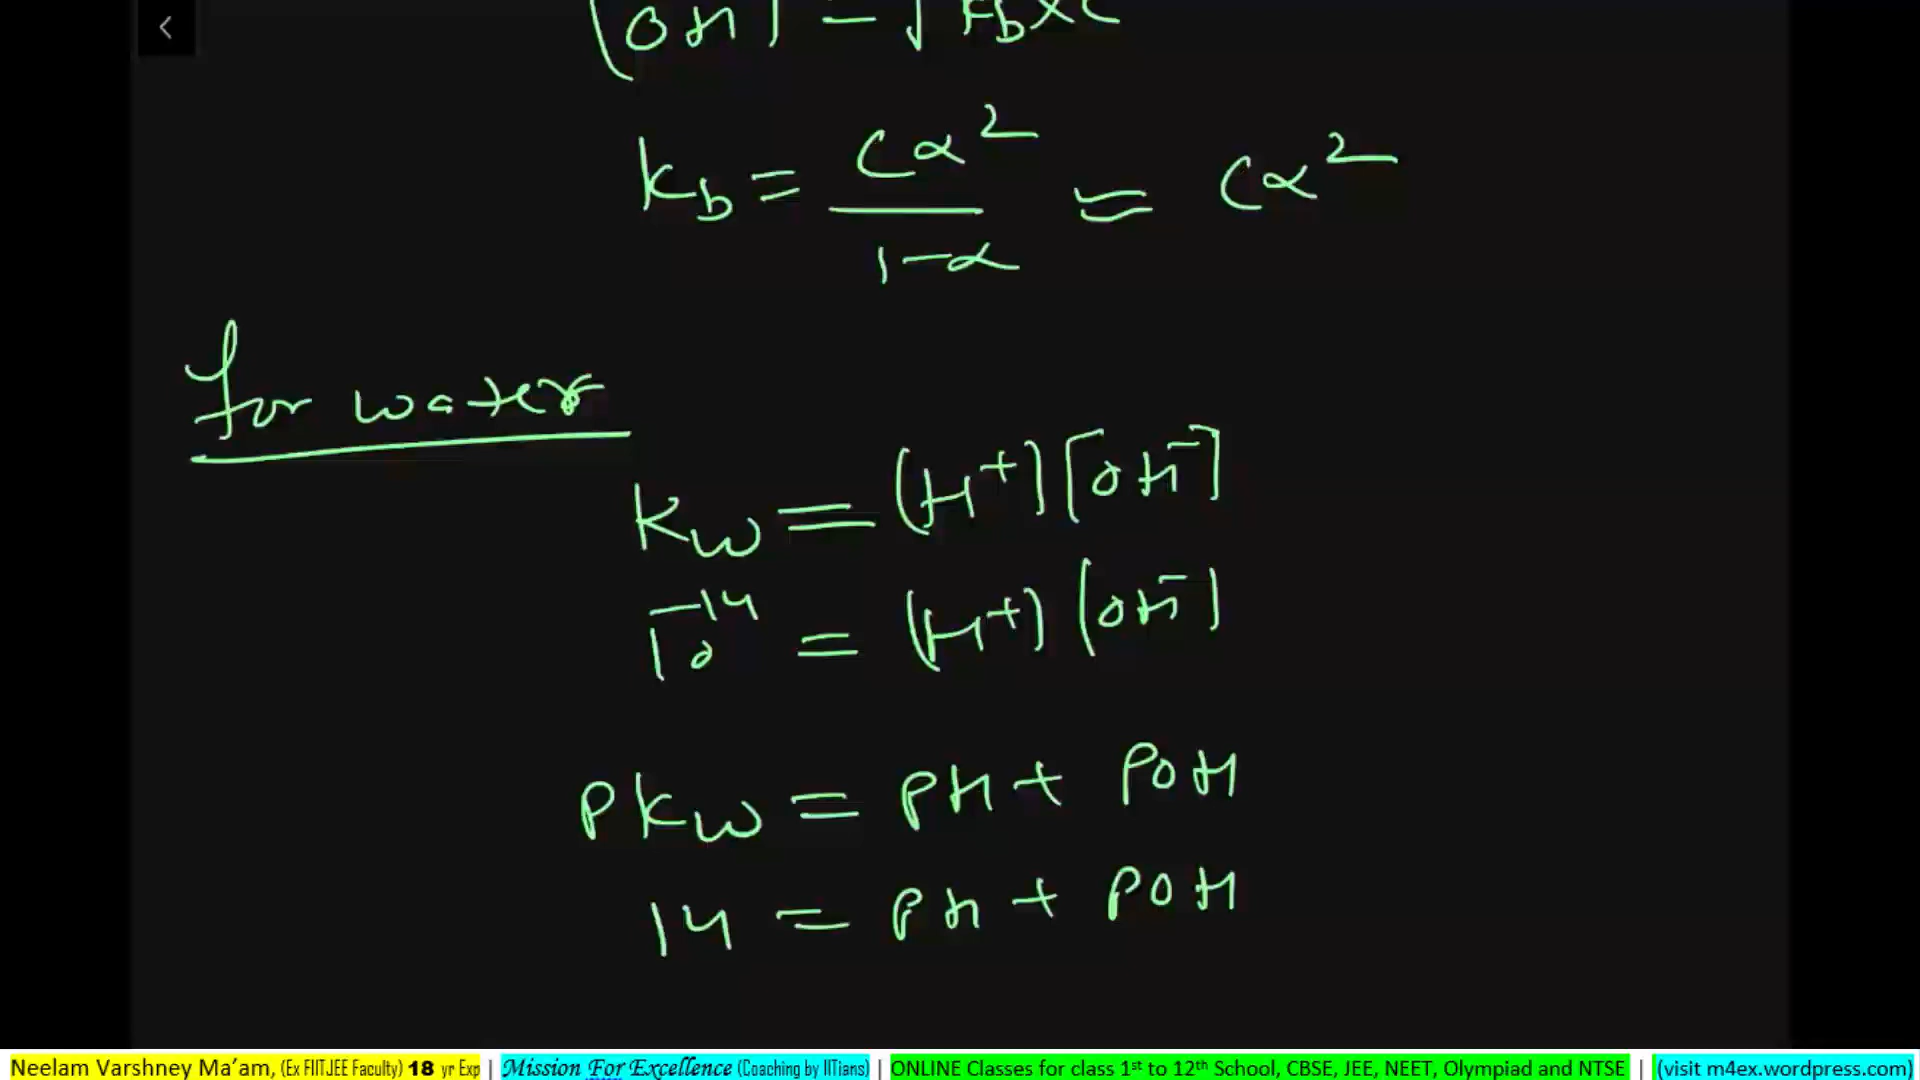 [OH] = √Kb×C
Kb = Cα² / 1-α ≈ Cα²
for water
Kw = (H⁺)[OH⁻]
10⁻¹⁴ = (H⁺)(OH⁻]
PKw = PH + POH
14 = PH + POH
Neelam Varshney Ma'am, (Ex FIITJEE Faculty) 18 yr Exp | Mission For Excellence (Coaching by IITians) | ONLINE Classes for class 1st to 12th School, CBSE, JEE, NEET, Olympiad and NTSE | (visit m4ex.wordpress.com)